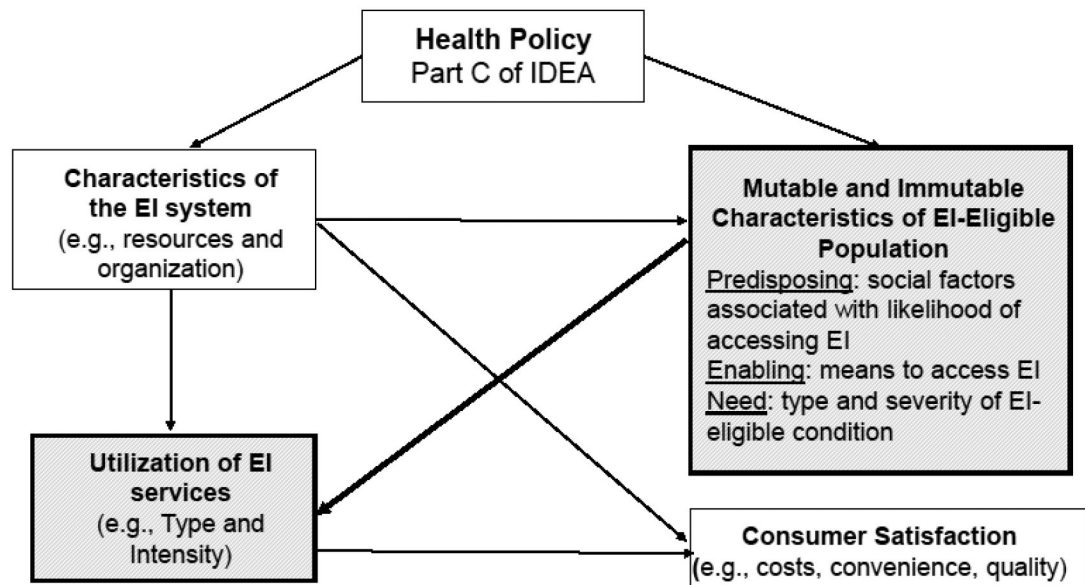 Health Policy
Part C of IDEA
Characteristics of
the EI system
(e.g., resources and
organization)
Mutable and Immutable
Characteristics of EI-Eligible
Population
Predisposing: social factors
associated with likelihood of
accessing EI
Enabling: means to access EI
Need: type and severity of EI-
eligible condition
Utilization of EI
services
(e.g., Type and
Intensity)
Consumer Satisfaction
(e.g., costs, convenience, quality)